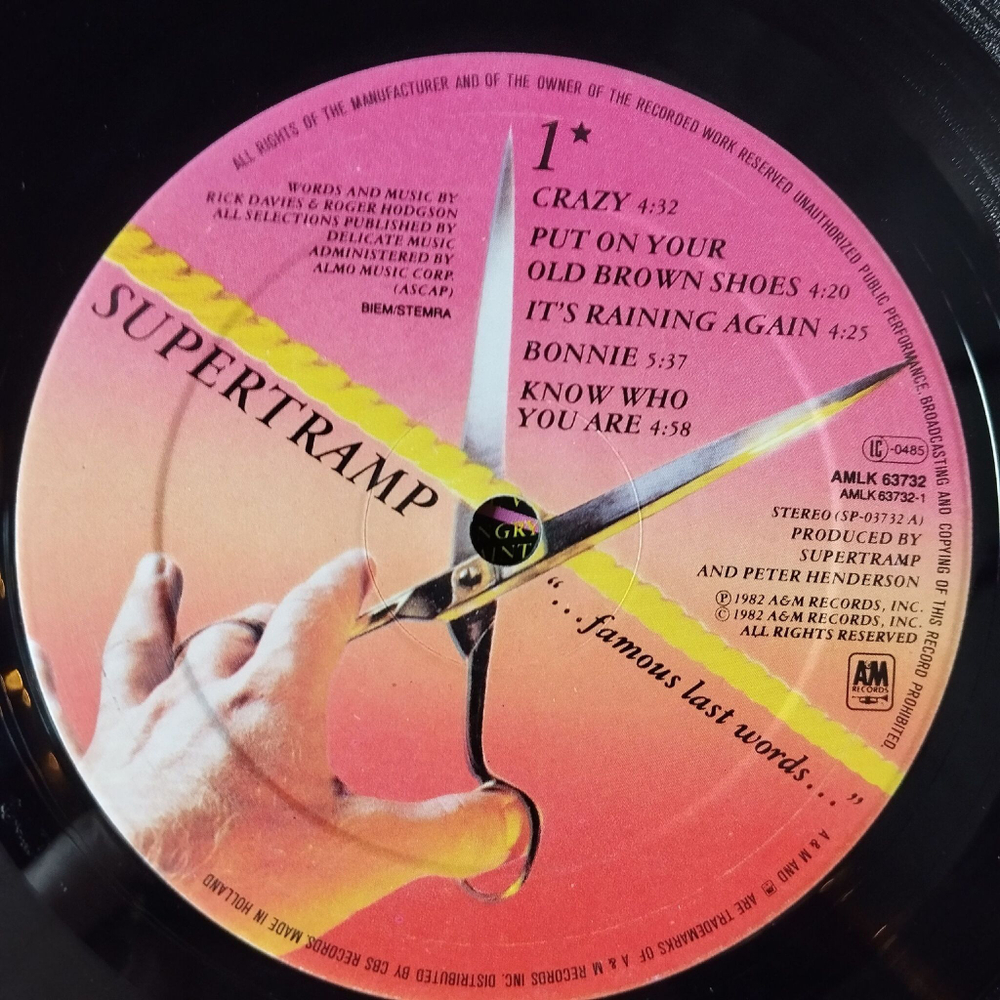 ALL RIGHTS OF THE MANUFACTURER AND OF THE OWNER OF THE RECORDED WORK RESERVED UNAUTHORIZED PUBLIC PERFORMANCE, BROADCASTING AND COPYING OF THIS RECORD PROHIBITED.
1★
WORDS AND MUSIC BY
RICK DAVIES & ROGER HODGSON
ALL SELECTIONS PUBLISHED BY
DELICATE MUSIC
ADMINISTERED BY
ALMO MUSIC CORP.
(ASCAP)
BIEM/STEMRA
CRAZY 4:32
PUT ON YOUR
OLD BROWN SHOES 4:20
IT'S RAINING AGAIN 4:25
BONNIE 5:37
KNOW WHO
YOU ARE 4:58
SUPERTRAMP
LC-0485
AMLK 63732
AMLK 63732-1
STEREO (SP-03732 A)
PRODUCED BY
SUPERTRAMP
AND PETER HENDERSON
Ⓟ 1982 A&M RECORDS, INC.
© 1982 A&M RECORDS, INC.
ALL RIGHTS RESERVED
A&M
RECORDS
"...famous last words..."
A & M AND ARE TRADEMARKS OF A & M RECORDS INC. DISTRIBUTED BY CBS RECORDS. MADE IN HOLLAND